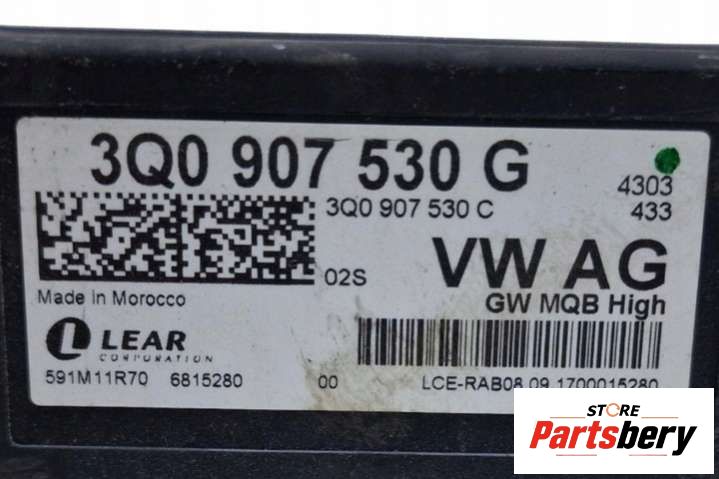 3Q0 907 530 G
4303
3Q0 907 530 C 433
02S VW AG
Made In Morocco GW MQB High
LEAR
CORPORATION
591M11R70 6815280 00 LCE-RAB08.09.1700015280
STORE
Partsbery